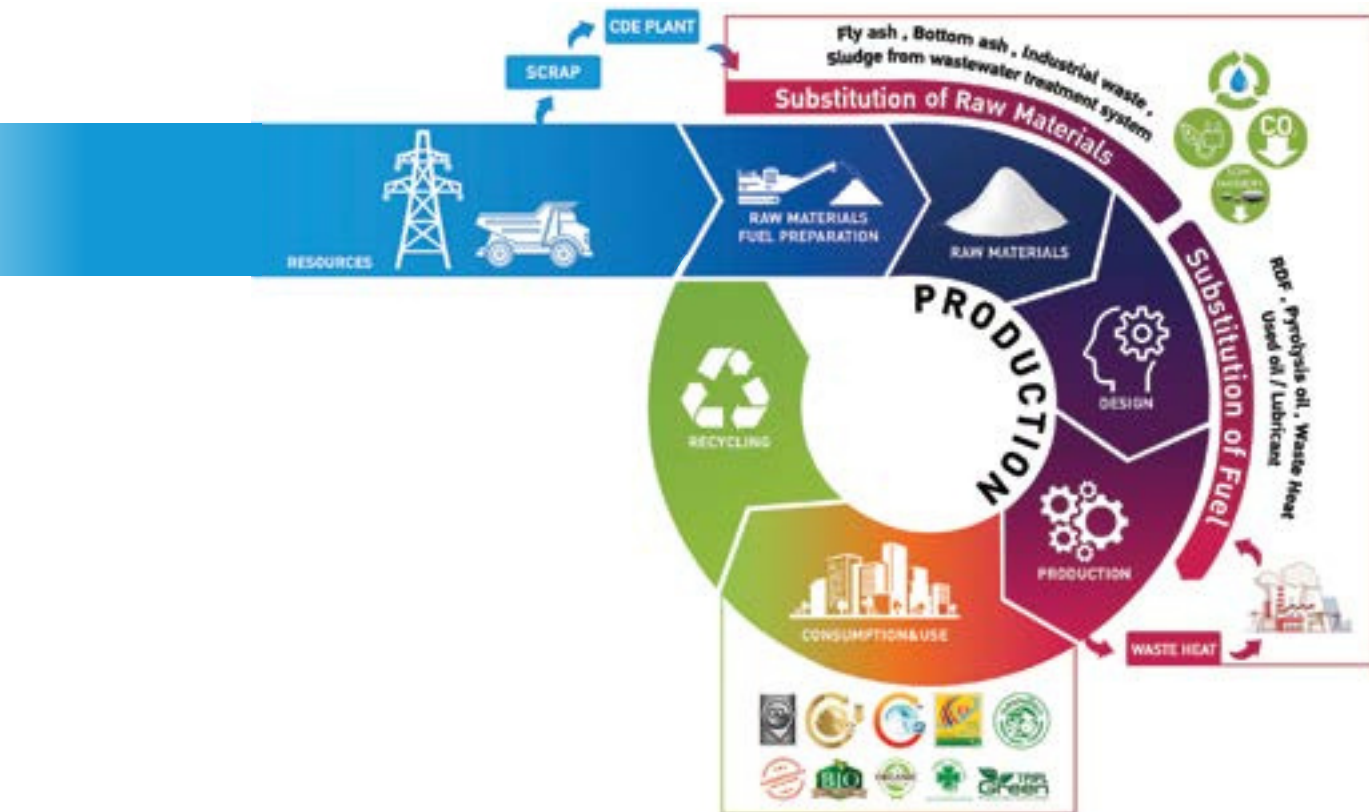 CDE PLANT
SCRAP
Fly ash , Bottom ash , Industrial waste ,
Sludge from wastewater treatment system
Substitution of Raw Materials
CO
RESOURCES
RAW MATERIALS
FUEL PREPARATION
RAW MATERIALS
PRODUCTION
DESIGN
Substitution of Fuel
RDF , Pyrolysis oil , Waste Heat
Used oil / Lubricant
RECYCLING
PRODUCTION
CONSUMPTION&USE
WASTE HEAT
BIO
ORGANIC
Green